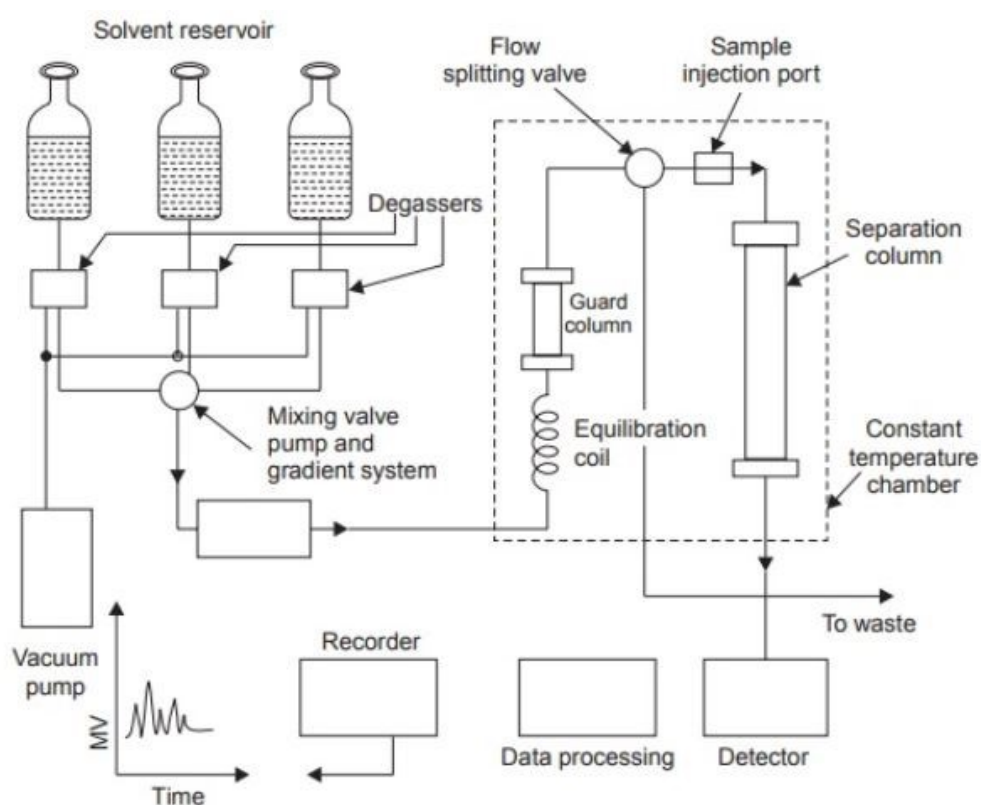 Solvent reservoir
Flow
splitting valve
Sample
injection port
Degassers
Separation
column
Guard
column
Mixing valve
pump and
gradient system
Equilibration
coil
Constant
temperature
chamber
To waste
Vacuum
pump
Recorder
MV
Data processing
Detector
Time